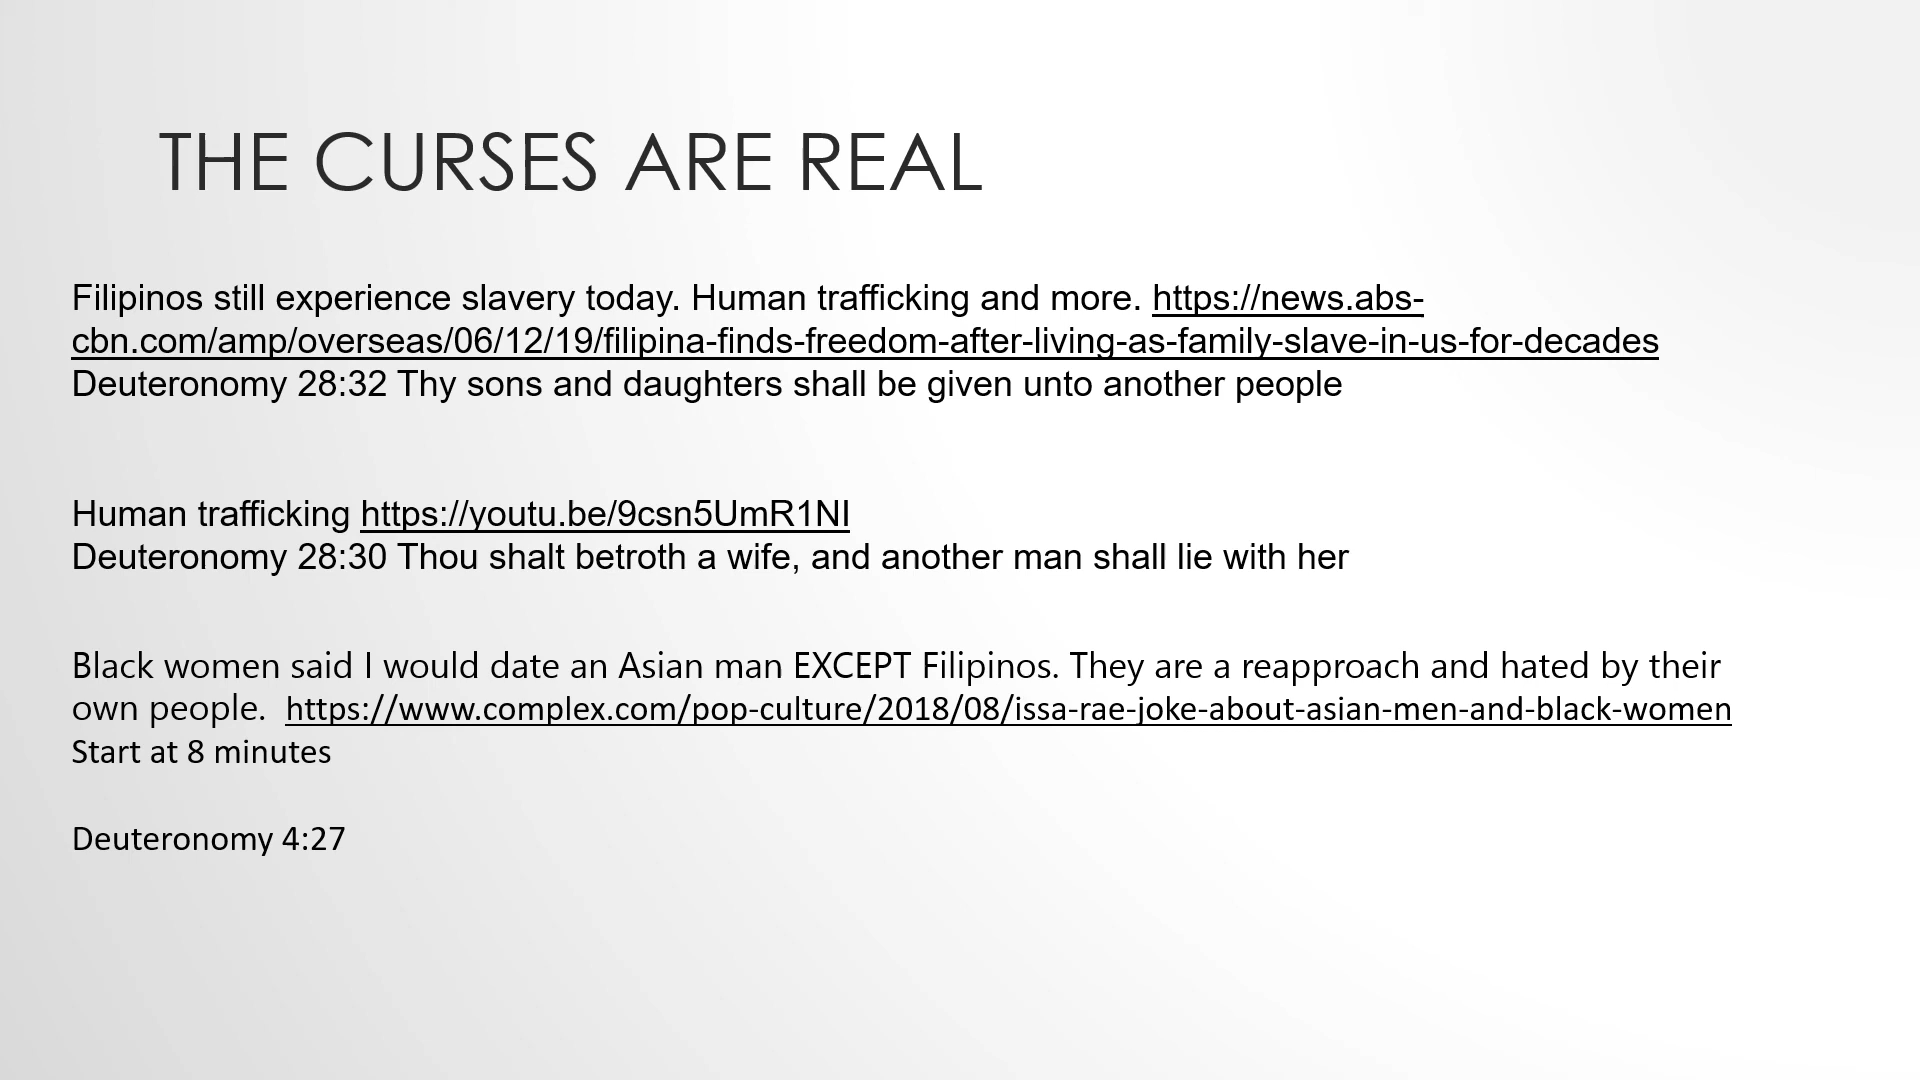 THE CURSES ARE REAL
Filipinos still experience slavery today. Human trafficking and more. https://news.abs-
cbn.com/amp/overseas/06/12/19/filipina-finds-freedom-after-living-as-family-slave-in-us-for-decades
Deuteronomy 28:32 Thy sons and daughters shall be given unto another people
Human trafficking https://youtu.be/9csn5UmR1NI
Deuteronomy 28:30 Thou shalt betroth a wife, and another man shall lie with her
Black women said I would date an Asian man EXCEPT Filipinos. They are a reapproach and hated by their
own people.  https://www.complex.com/pop-culture/2018/08/issa-rae-joke-about-asian-men-and-black-women
Start at 8 minutes
Deuteronomy 4:27